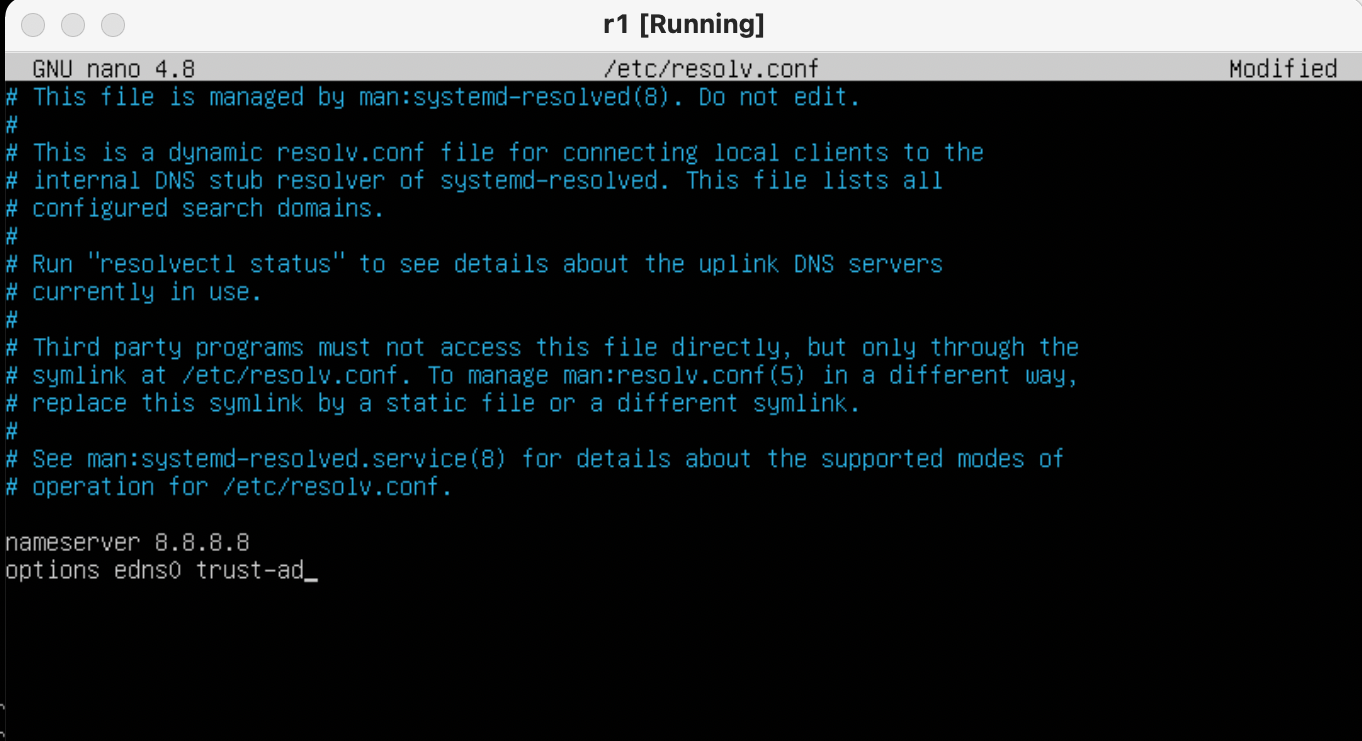 r1 [Running]
GNU nano 4.8 /etc/resolv.conf Modified
# This file is managed by man:systemd-resolved(8). Do not edit.
#
# This is a dynamic resolv.conf file for connecting local clients to the
# internal DNS stub resolver of systemd-resolved. This file lists all
# configured search domains.
#
# Run "resolvectl status" to see details about the uplink DNS servers
# currently in use.
#
# Third party programs must not access this file directly, but only through the
# symlink at /etc/resolv.conf. To manage man:resolv.conf(5) in a different way,
# replace this symlink by a static file or a different symlink.
#
# See man:systemd-resolved.service(8) for details about the supported modes of
# operation for /etc/resolv.conf.
nameserver 8.8.8.8
options edns0 trust-ad_